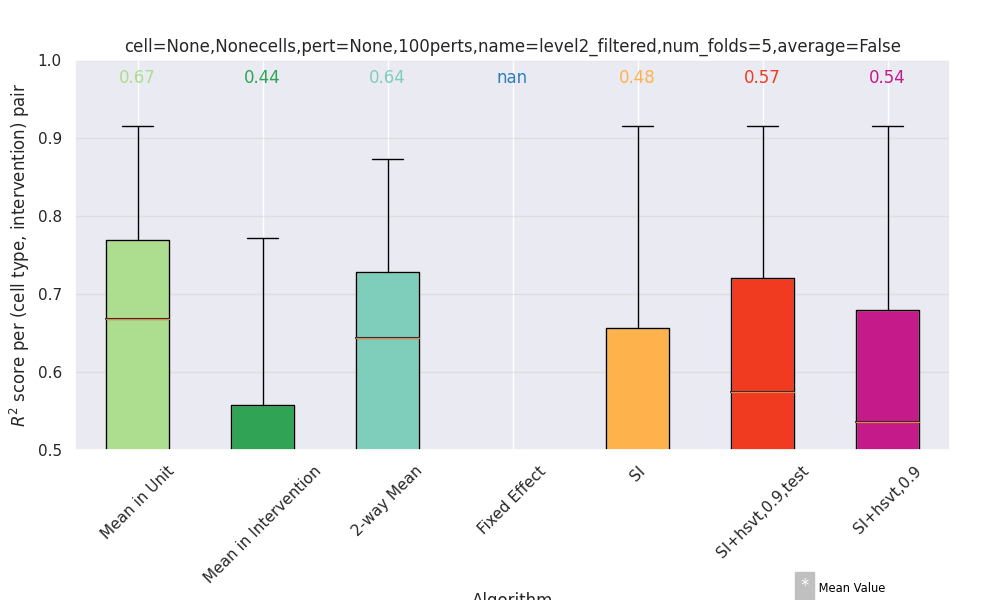 cell=None,Nonecells,pert=None,100perts,name=level2_filtered,num_folds=5,average=False
1.0
0.9
0.8
0.7
0.6
0.5
R² score per (cell type, intervention) pair
0.67 0.44 0.64 nan 0.48 0.57 0.54
Mean in Unit
Mean in Intervention
2-way Mean
Fixed Effect
SI
SI+hsvt,0.9,test
SI+hsvt,0.9
Algorithm
* Mean Value